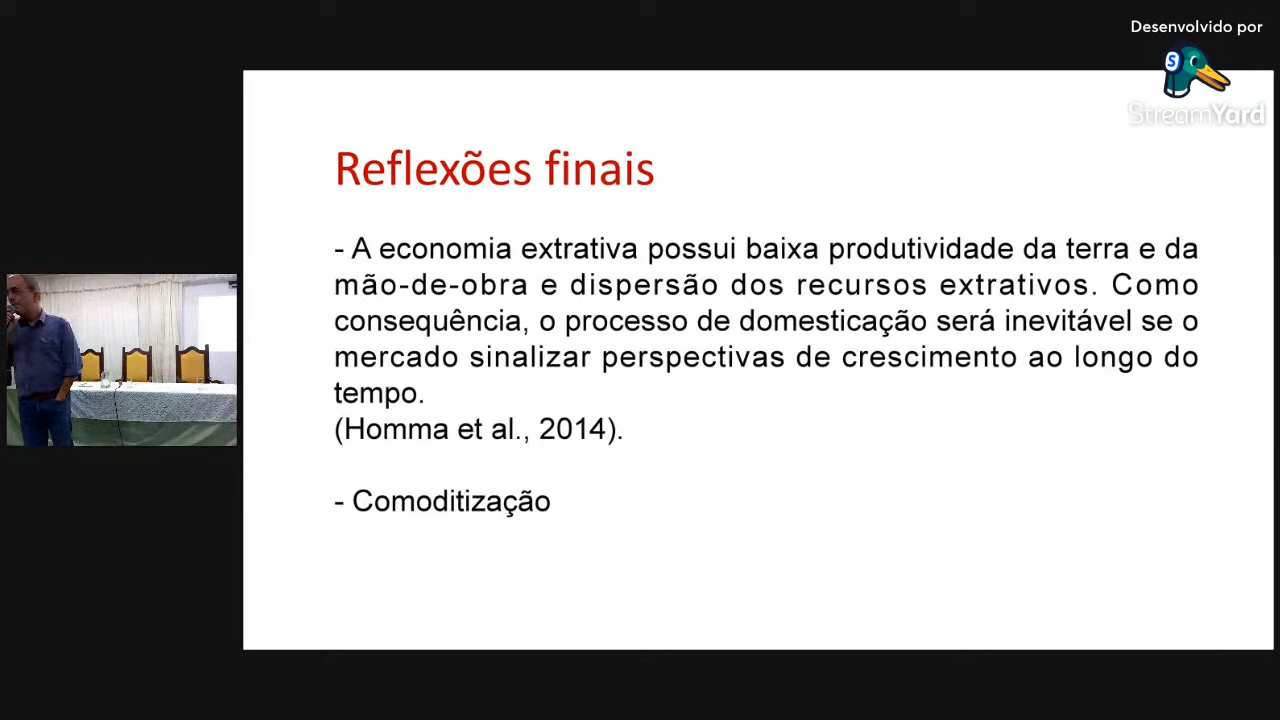 Desenvolvido por
S
StreamYard
Reflexões finais
- A economia extrativa possui baixa produtividade da terra e da
mão-de-obra e dispersão dos recursos extrativos. Como
consequência, o processo de domesticação será inevitável se o
mercado sinalizar perspectivas de crescimento ao longo do
tempo.
(Homma et al., 2014).
- Comoditização